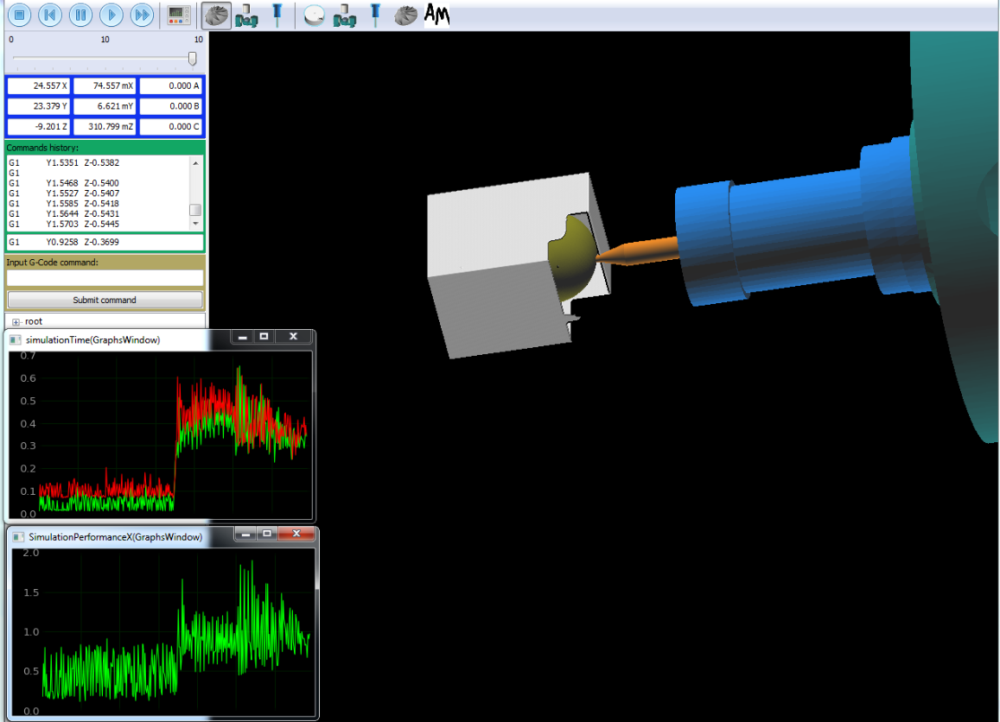 AM
0 10 10
24.557 X 74.557 mX 0.000 A
23.379 Y 6.621 mY 0.000 B
-9.201 Z 310.799 mZ 0.000 C
Commands history:
G1 Y1.5351 Z-0.5382
G1
G1 Y1.5468 Z-0.5400
G1 Y1.5527 Z-0.5407
G1 Y1.5585 Z-0.5418
G1 Y1.5644 Z-0.5431
G1 Y1.5703 Z-0.5445
G1 Y0.9258 Z-0.3699
Input G-Code command:
Submit command
root
simulationTime(GraphsWindow)
0.7
0.6
0.5
0.4
0.3
0.2
0.1
0.0
SimulationPerformanceX(GraphsWindow)
2.0
1.5
1.0
0.5
0.0